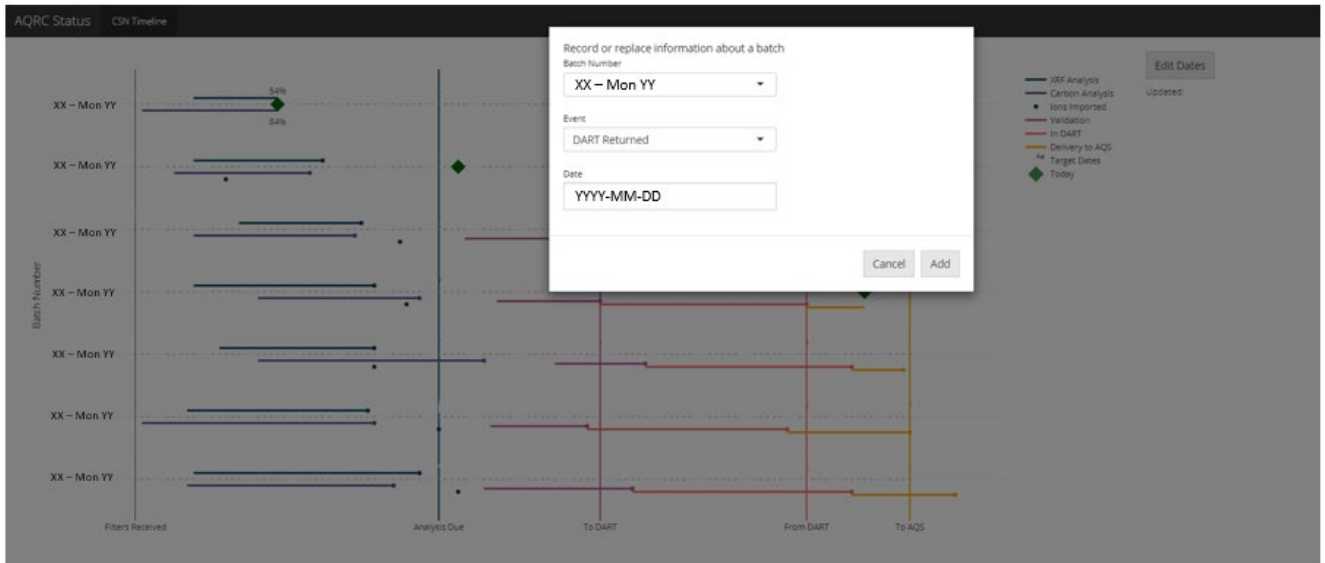 AQRC Status CSN Timeline
Record or replace information about a batch
Batch Number
XX – Mon YY
Event
DART Returned
Date
YYYY-MM-DD
Cancel Add
Edit Dates
Updated:
XRF Analysis
Carbon Analysis
Ions Imported
Validation
In DART
Delivery to AQS
Aa Target Dates
Today
Batch Number
XX – Mon YY
54%
84%
XX – Mon YY
XX – Mon YY
XX – Mon YY
XX – Mon YY
XX – Mon YY
XX – Mon YY
Filters Received Analysis Due To DART From DART To AQS